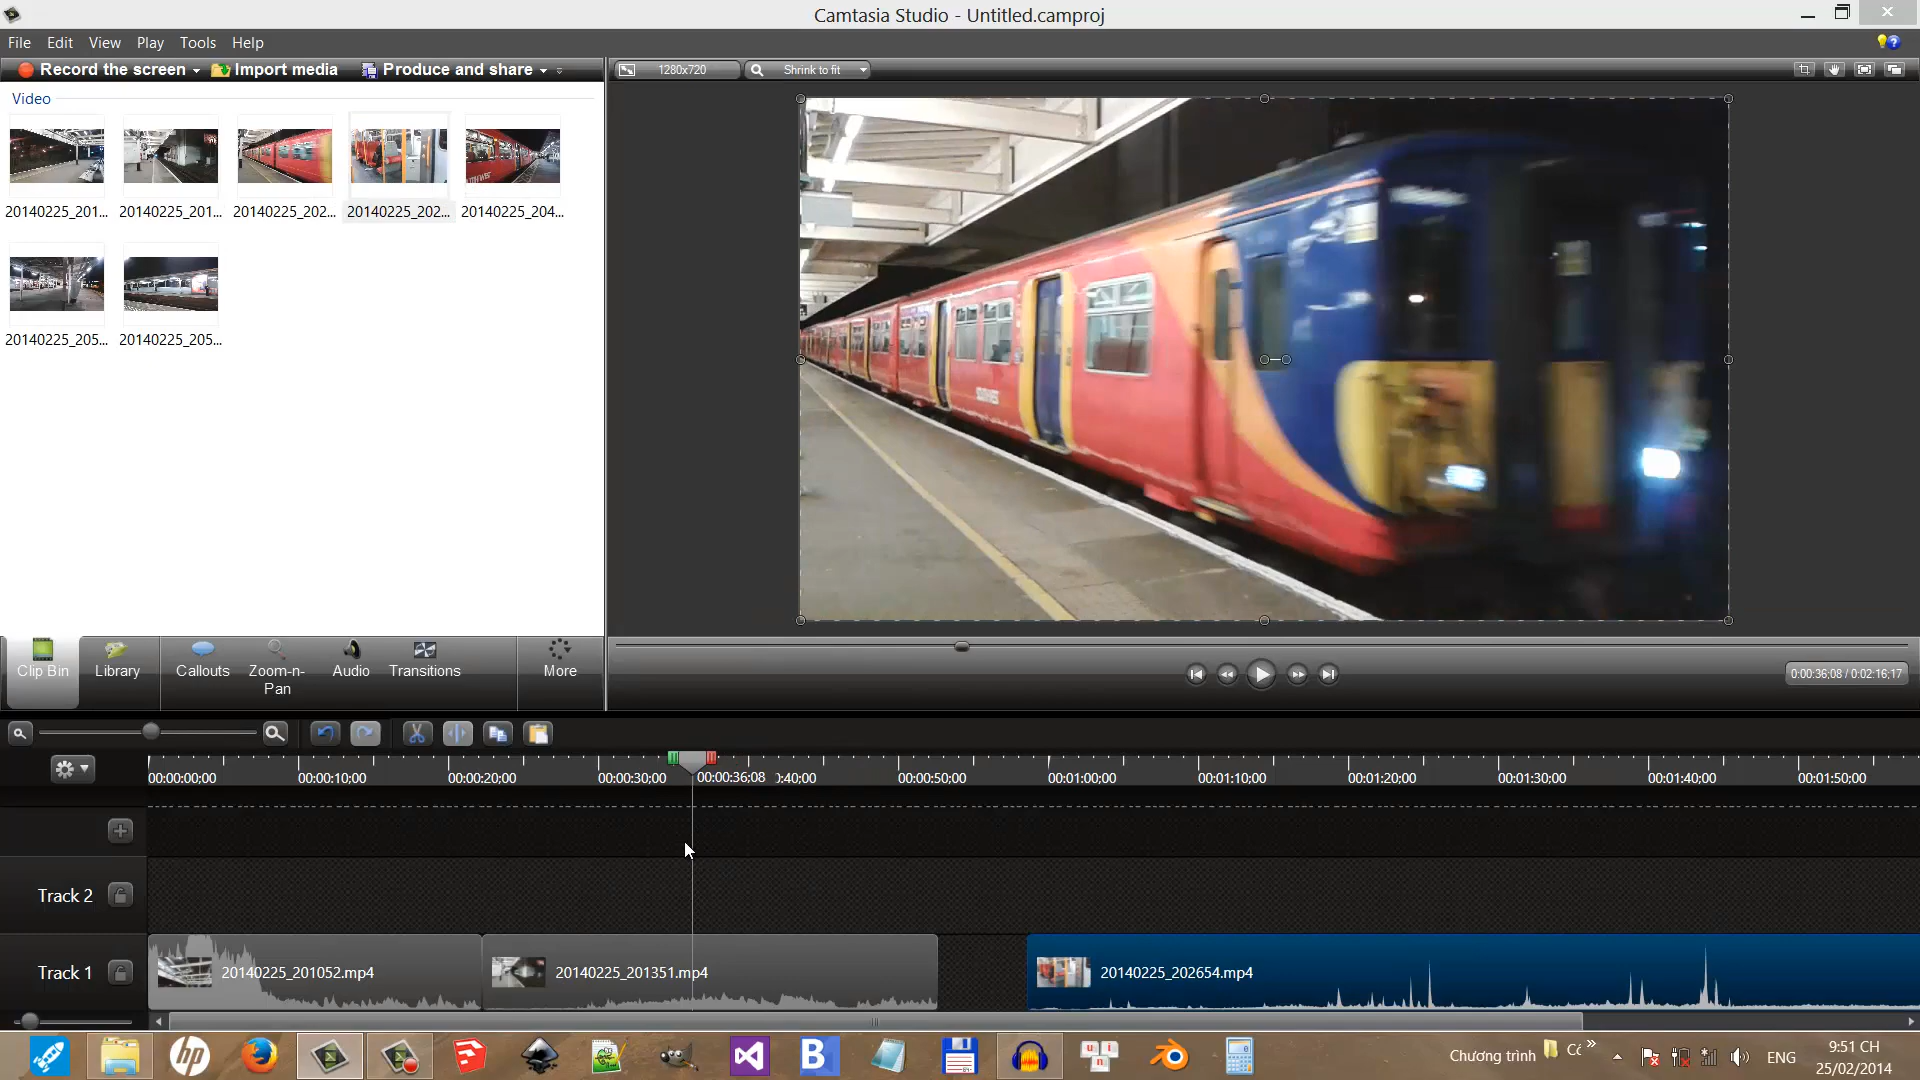 Camtasia Studio - Untitled.camproj
File Edit View Play Tools Help
Record the screen Import media Produce and share
1280x720 Shrink to fit
Video
20140225_201... 20140225_201... 20140225_202... 20140225_202... 20140225_204...
20140225_205... 20140225_205...
Clip Bin Library Callouts Zoom-n-Pan Audio Transitions More
0:00:36;08 / 0:02:16;17
00:00:00;00 00:00:10;00 00:00:20;00 00:00:30;00 00:00:36;08 :40;00 00:00:50;00 00:01:00;00 00:01:10;00 00:01:20;00 00:01:30;00 00:01:40;00 00:01:50;00
Track 2
Track 1 20140225_201052.mp4 20140225_201351.mp4 20140225_202654.mp4
hp B u n i Chương trình ENG
9:51 CH
25/02/2014